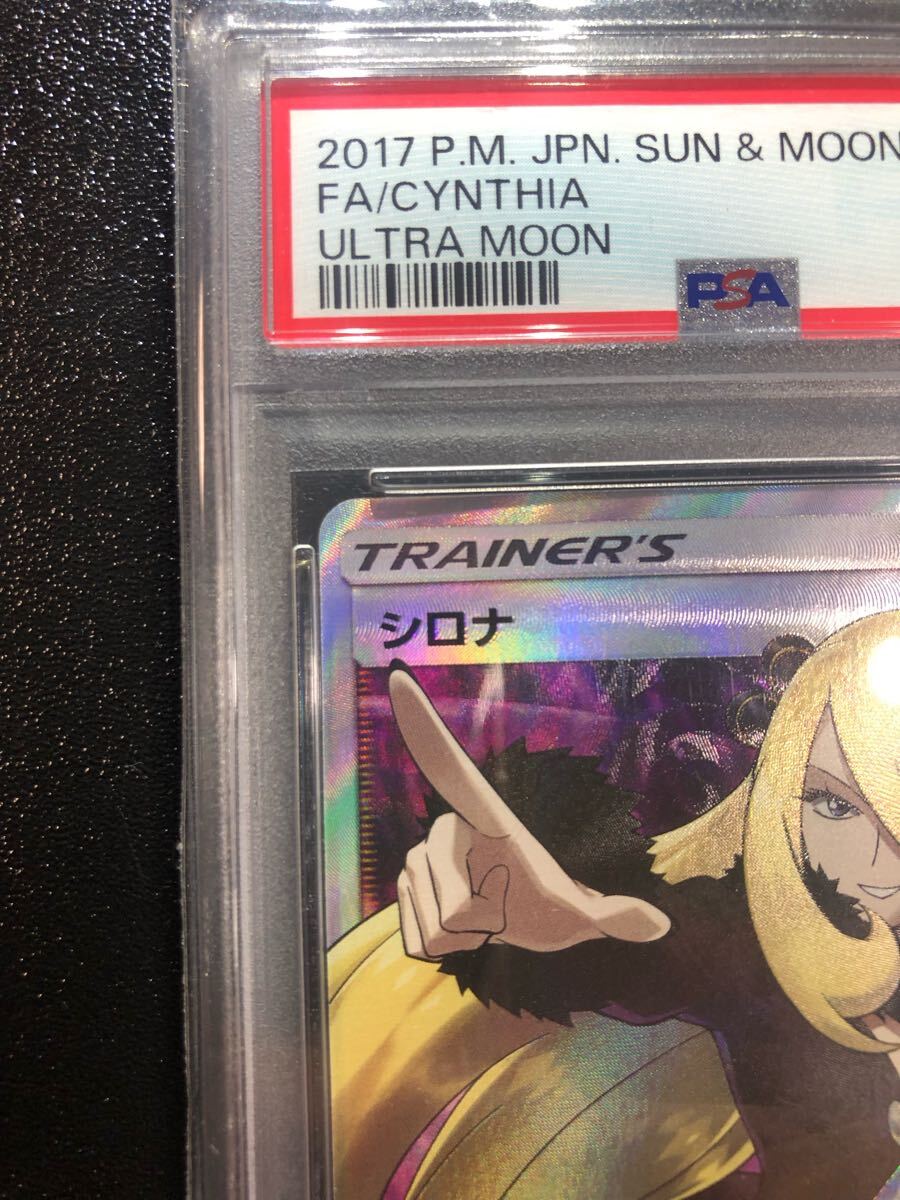 2017 P.M. JPN. SUN & MOON
FA/CYNTHIA
ULTRA MOON
PSA
TRAINER'S
シロナ